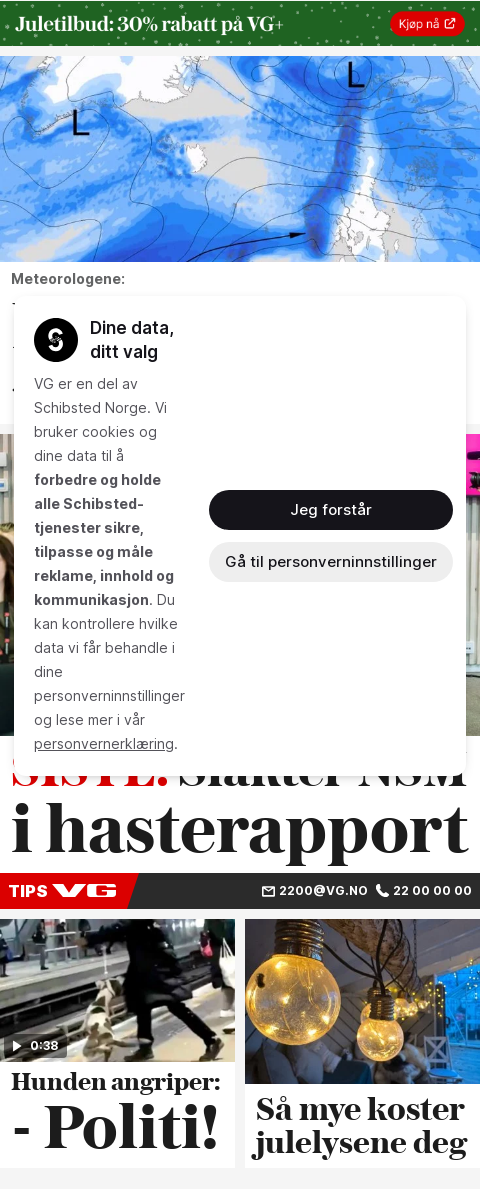 Juletilbud: 30% rabatt på VG+
Kjøp nå
L
L
Meteorologene:
Dine data,
ditt valg
VG er en del av
Schibsted Norge. Vi
bruker cookies og
dine data til å
forbedre og holde
alle Schibsted-
tjenester sikre,
tilpasse og måle
reklame, innhold og
kommunikasjon. Du
kan kontrollere hvilke
data vi får behandle i
dine
personverninnstillinger
og lese mer i vår
personvernerklæring.
Jeg forstår
Gå til personverninnstillinger
SISTE: Slakter NSM
i hasterapport
TIPS VG
2200@VG.NO 22 00 00 00
0:38
Hunden angriper:
- Politi!
Så mye koster
julelysene deg